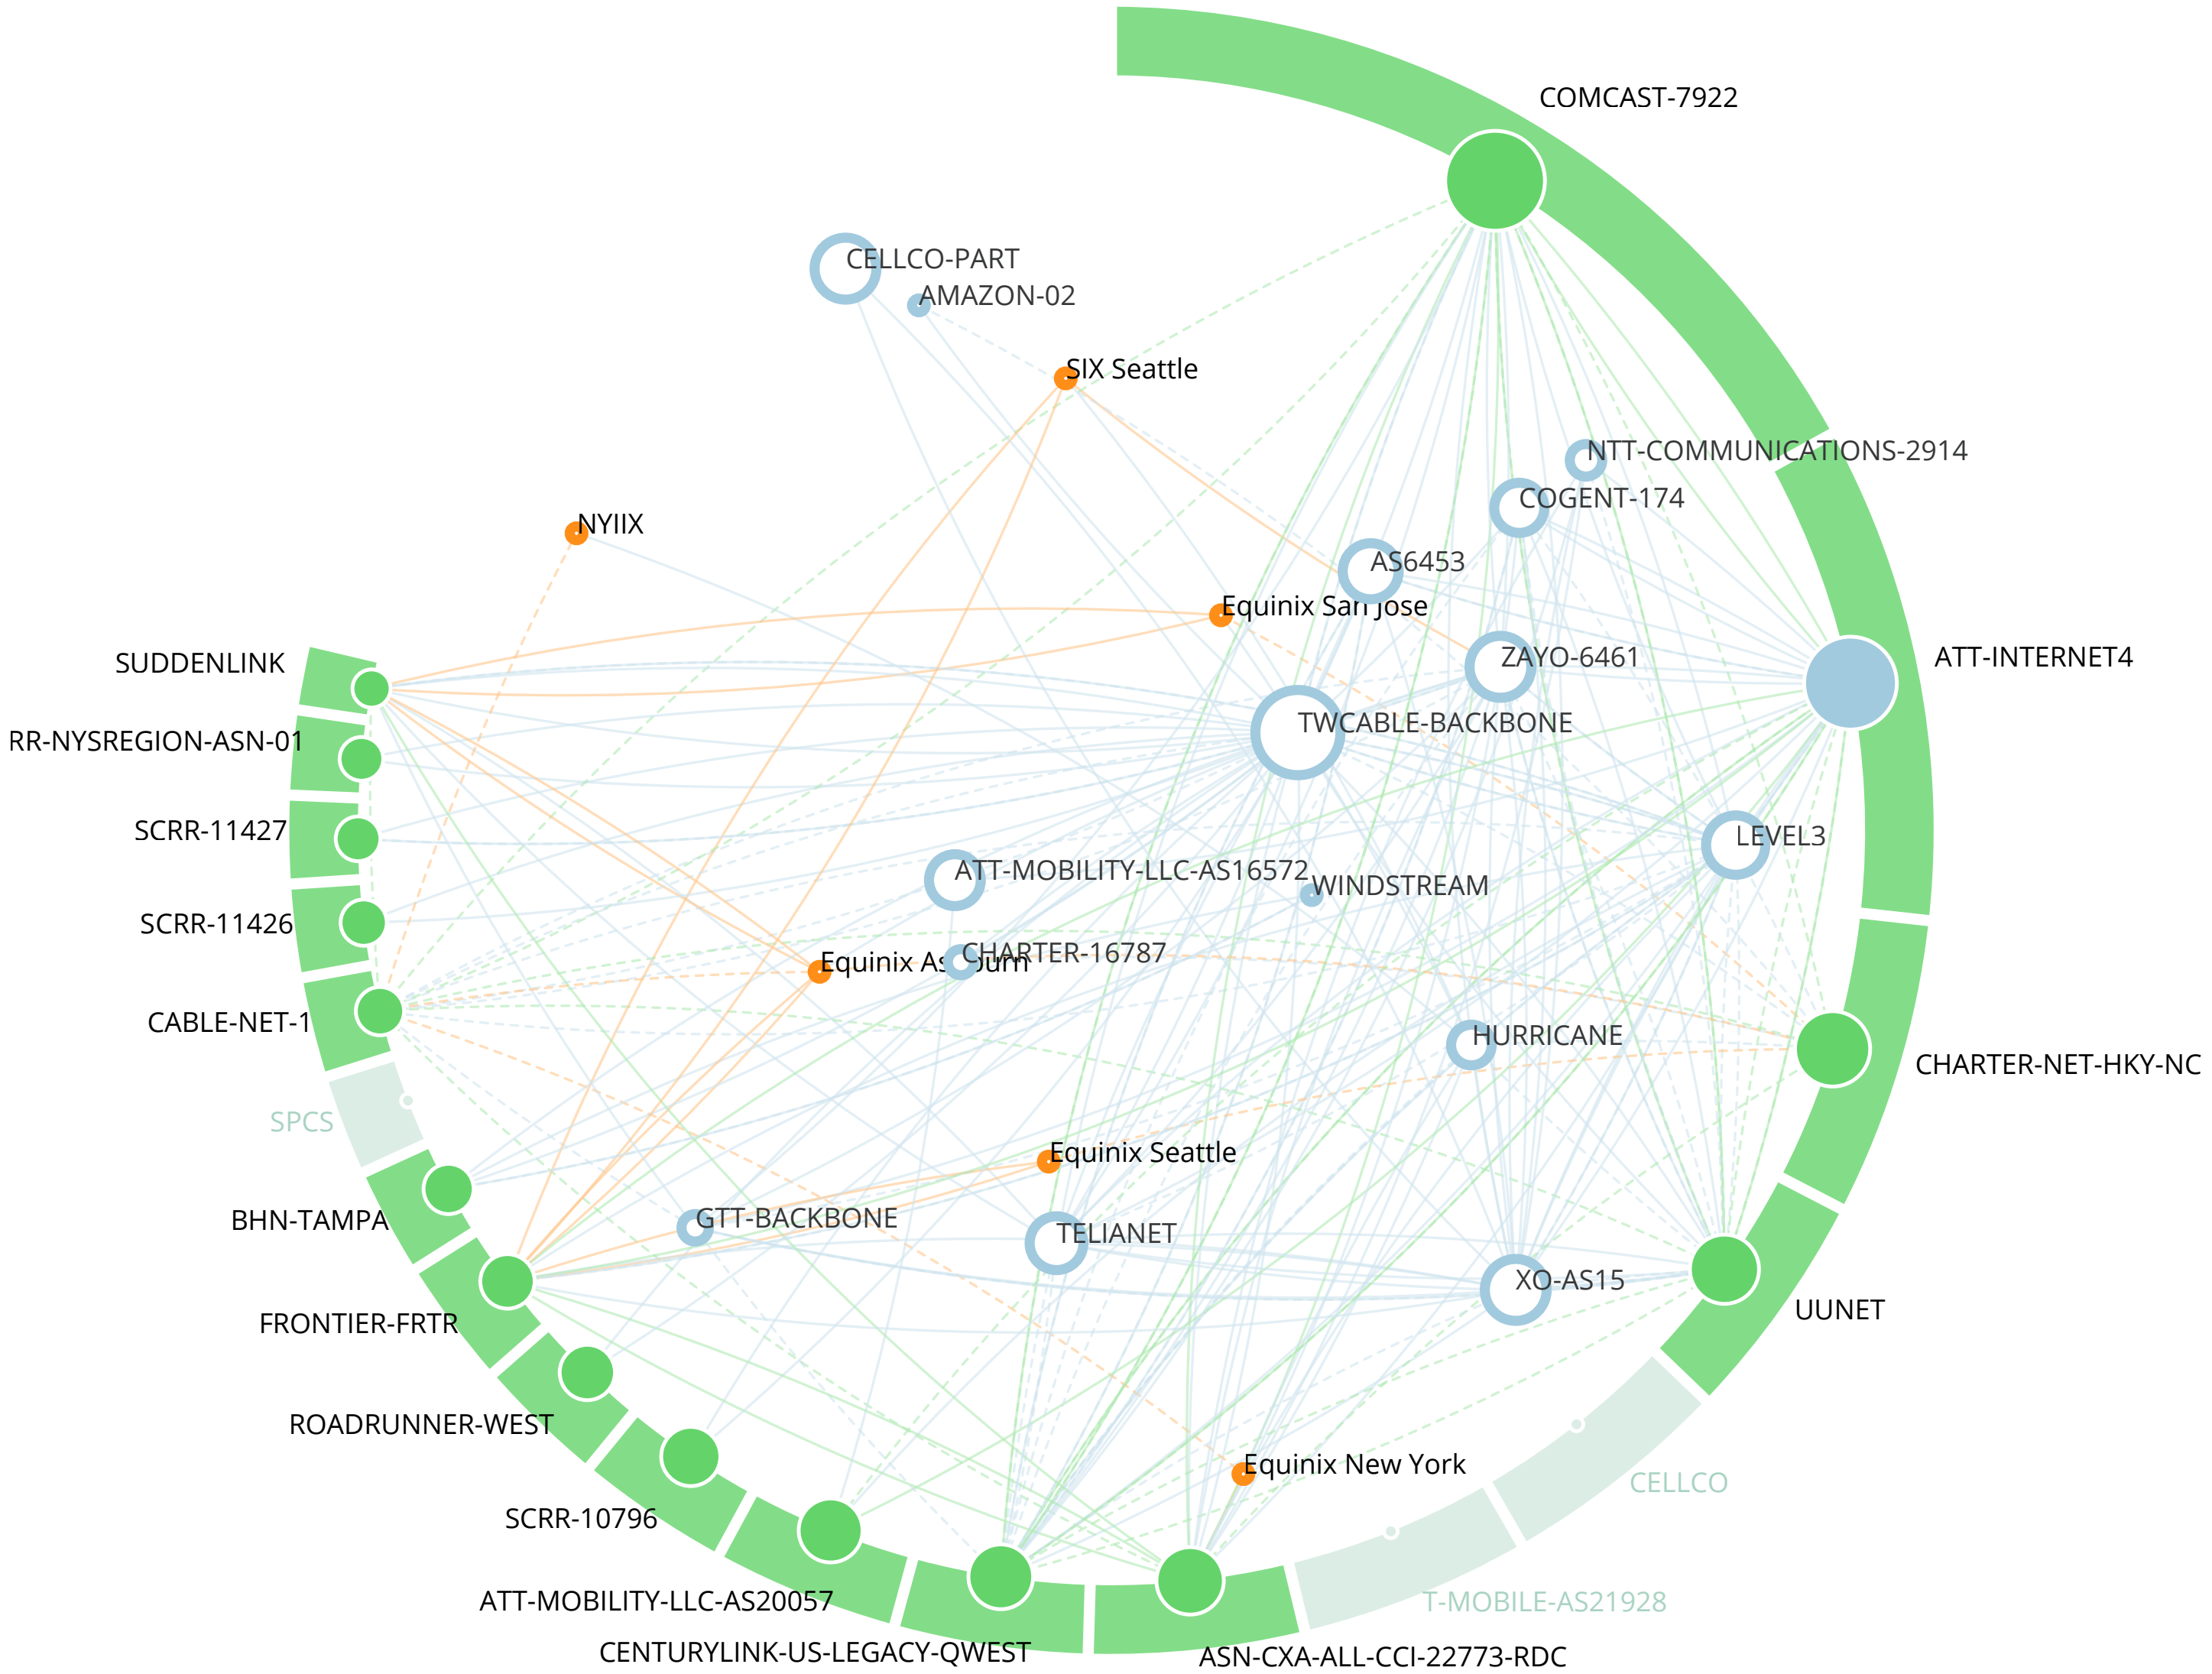 COMCAST-7922
CELLCO-PART
AMAZON-02
SIX Seattle
NTT-COMMUNICATIONS-2914
COGENT-174
NYIIX
AS6453
Equinix San Jose
SUDDENLINK
ZAYO-6461
ATT-INTERNET4
TWCABLE-BACKBONE
RR-NYSREGION-ASN-01
SCRR-11427
LEVEL3
ATT-MOBILITY-LLC-AS16572
WINDSTREAM
SCRR-11426
CHARTER-16787
Equinix Ashburn
CABLE-NET-1
HURRICANE
CHARTER-NET-HKY-NC
SPCS
Equinix Seattle
BHN-TAMPA
GTT-BACKBONE
TELIANET
XO-AS15
UUNET
FRONTIER-FRTR
ROADRUNNER-WEST
Equinix New York
CELLCO
SCRR-10796
ATT-MOBILITY-LLC-AS20057
T-MOBILE-AS21928
CENTURYLINK-US-LEGACY-QWEST
ASN-CXA-ALL-CCI-22773-RDC